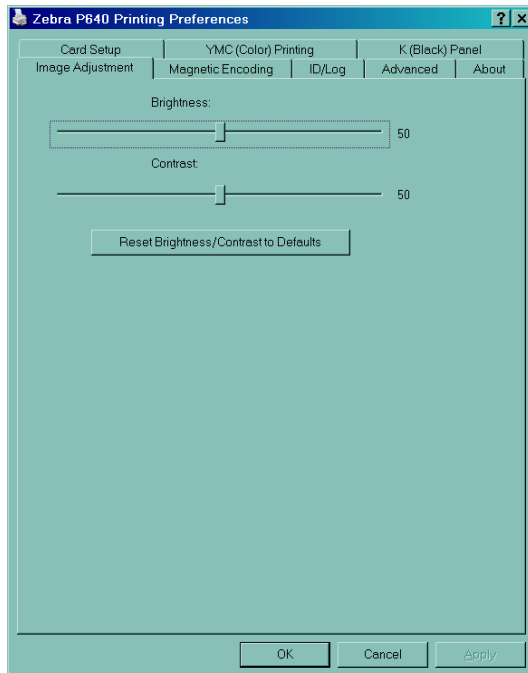 Zebra P640 Printing Preferences
Card Setup YMC (Color) Printing K (Black) Panel
Image Adjustment Magnetic Encoding ID/Log Advanced About
Brightness:
50
Contrast:
50
Reset Brightness/Contrast to Defaults
OK Cancel Apply